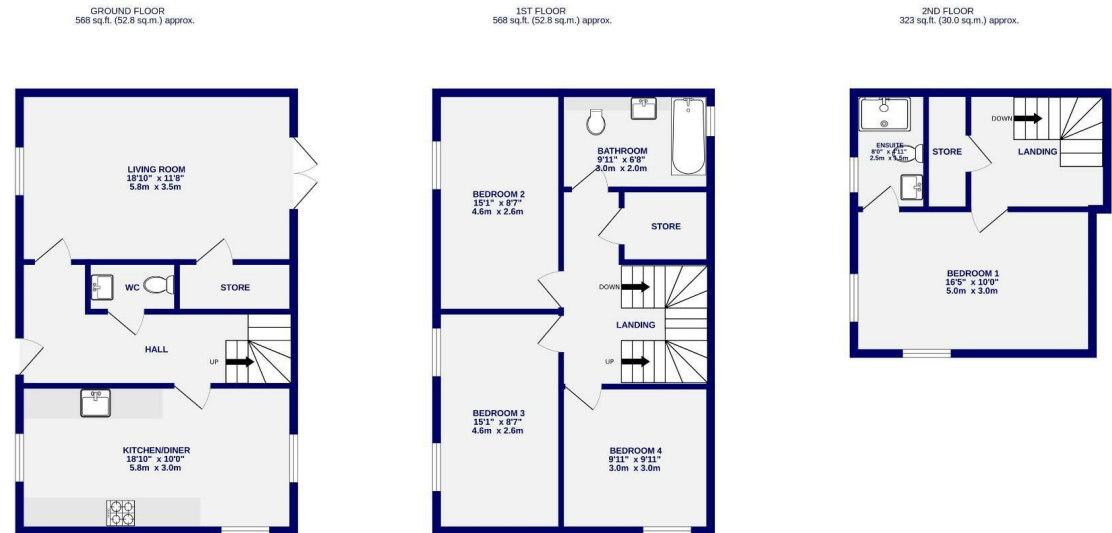 GROUND FLOOR
568 sq.ft. (52.8 sq.m.) approx.
LIVING ROOM
18'10" x 11'8"
5.8m x 3.5m
WC
STORE
HALL
UP
KITCHEN/DINER
18'10" x 10'0"
5.8m x 3.0m
1ST FLOOR
568 sq.ft. (52.8 sq.m.) approx.
BATHROOM
9'11" x 6'8"
3.0m x 2.0m
BEDROOM 2
15'1" x 8'7"
4.6m x 2.6m
STORE
DOWN
LANDING
UP
BEDROOM 3
15'1" x 8'7"
4.6m x 2.6m
BEDROOM 4
9'11" x 9'11"
3.0m x 3.0m
2ND FLOOR
323 sq.ft. (30.0 sq.m.) approx.
DOWN
ENSUITE
8'0" x 4'11"
2.5m x 1.5m
STORE
LANDING
BEDROOM 1
16'5" x 10'0"
5.0m x 3.0m